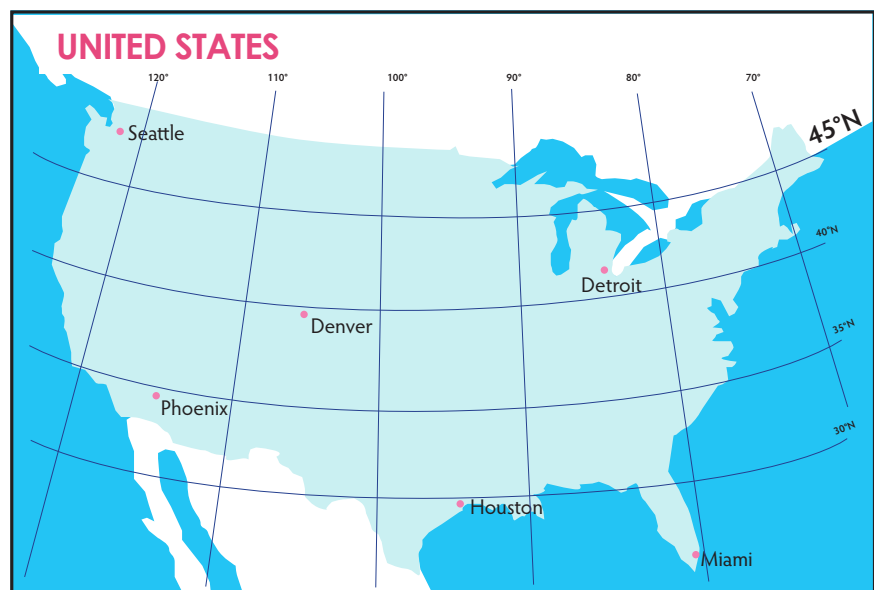 UNITED STATES
120°
110°
100°
90°
80°
70°
45°N
Seattle
40°N
Detroit
Denver
35°N
Phoenix
30°N
Houston
Miami